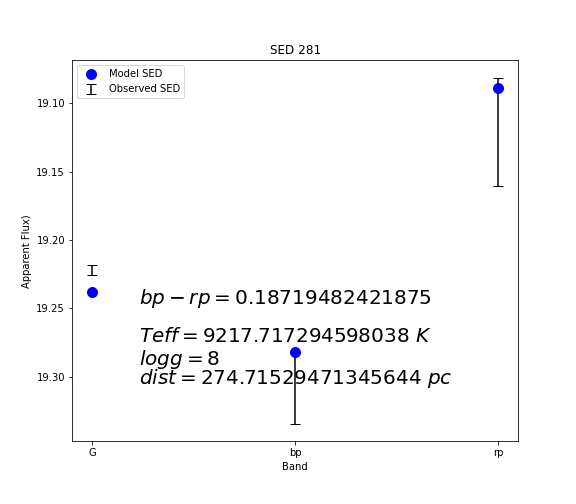 SED 281
Model SED
Observed SED
19.10
19.15
19.20
19.25
19.30
Apparent Flux)
bp − rp = 0.18719482421875
Teff = 9217.717294598038 K
logg = 8
dist = 274.71529471345644 pc
G
bp
rp
Band